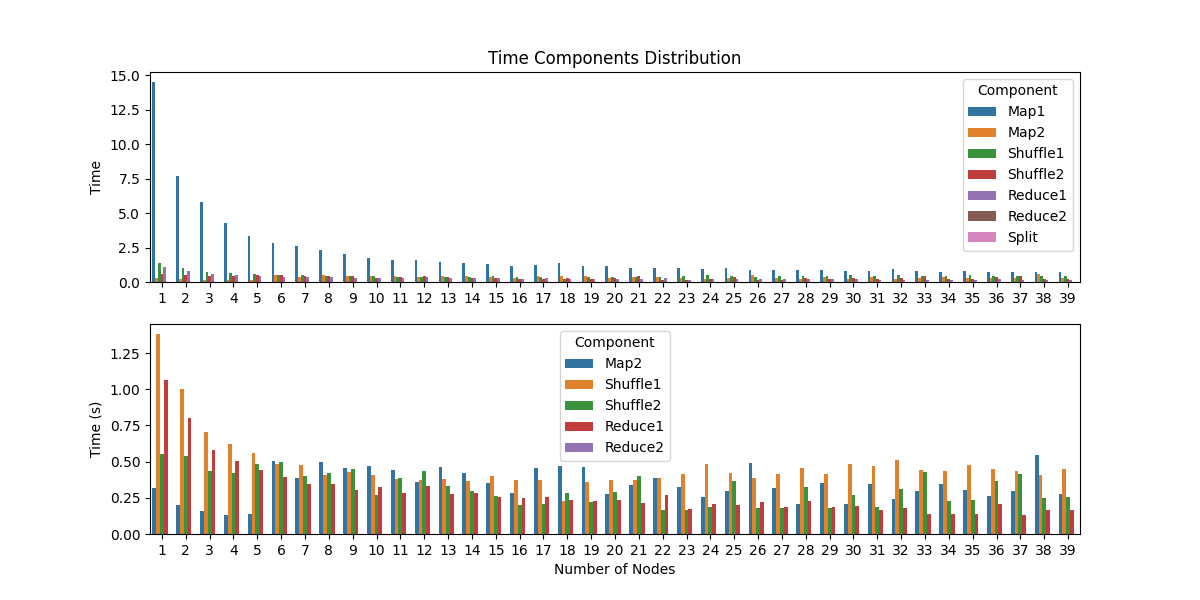 Time Components Distribution
Time
15.0
12.5
10.0
7.5
5.0
2.5
0.0
Component
Map1
Map2
Shuffle1
Shuffle2
Reduce1
Reduce2
Split
1 2 3 4 5 6 7 8 9 10 11 12 13 14 15 16 17 18 19 20 21 22 23 24 25 26 27 28 29 30 31 32 33 34 35 36 37 38 39
Time (s)
1.25
1.00
0.75
0.50
0.25
0.00
Component
Map2
Shuffle1
Shuffle2
Reduce1
Reduce2
1 2 3 4 5 6 7 8 9 10 11 12 13 14 15 16 17 18 19 20 21 22 23 24 25 26 27 28 29 30 31 32 33 34 35 36 37 38 39
Number of Nodes